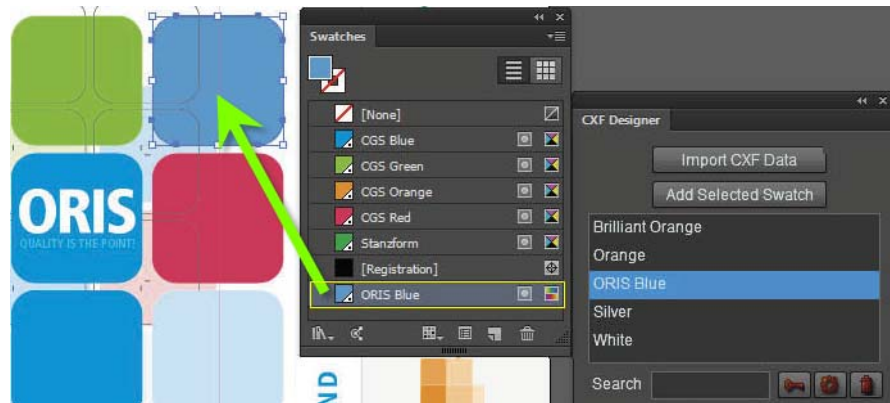 ORIS
QUALITY IS THE POINT!
Swatches
[None]
CGS Blue
CGS Green
CGS Orange
CGS Red
Stanzform
[Registration]
ORIS Blue
ND
CXF Designer
Import CXF Data
Add Selected Swatch
Brilliant Orange
Orange
ORIS Blue
Silver
White
Search